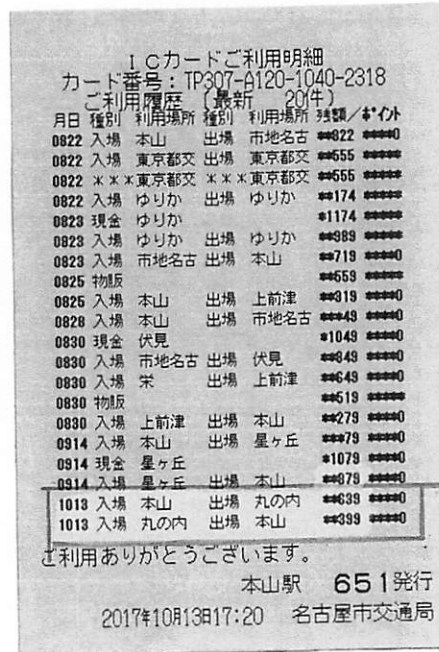 ICカードご利用明細
カード番号：TP307-A120-1040-2318
ご利用履歴 (最新 20件)
月日 種別 利用場所 種別 利用場所 残額／ポイント
0822 入場 本山 出場 市地名古 **822 ****0
0822 入場 東京都交 出場 東京都交 **555 *****
0822 ***東京都交 ***東京都交 **555 *****
0822 入場 ゆりか 出場 ゆりか **174 *****
0823 現金 ゆりか *1174 *****
0823 入場 ゆりか 出場 ゆりか **989 *****
0823 入場 市地名古 出場 本山 **719 ****0
0825 物販 **559 *****
0825 入場 本山 出場 上前津 **319 ****0
0828 入場 本山 出場 市地名古 ***49 ****0
0830 現金 伏見 *1049 ****0
0830 入場 市地名古 出場 伏見 **849 ****0
0830 入場 栄 出場 上前津 **649 ****0
0830 物販 **519 *****
0830 入場 上前津 出場 本山 **279 ****0
0914 入場 本山 出場 星ヶ丘 ***79 ****0
0914 現金 星ヶ丘 *1079 ****0
0914 入場 星ヶ丘 出場 本山 **879 ****0
1013 入場 本山 出場 丸の内 **639 ****0
1013 入場 丸の内 出場 本山 **399 ****0
ご利用ありがとうございます。
本山駅 651発行
2017年10月13日17:20 名古屋市交通局